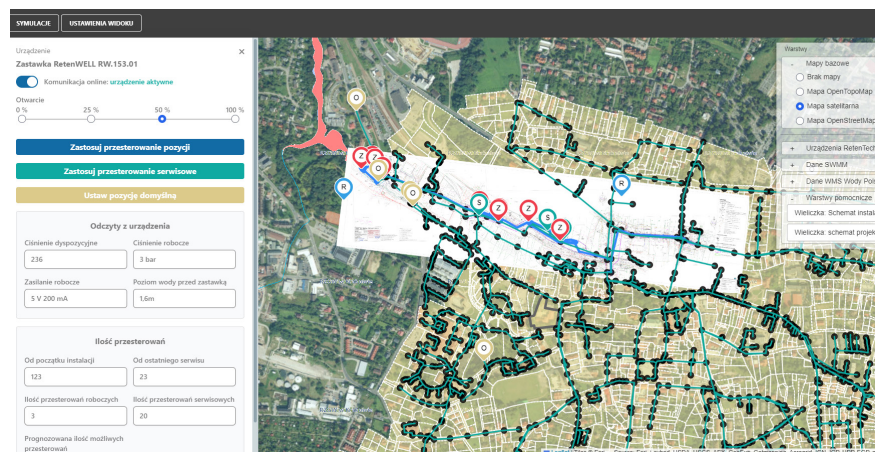 SYMULACJE
USTAWIENIA WIDOKU
Urządzenie
×
Zastawka RetenWELL RW.153.01
Komunikacja online: urządzenie aktywne
Otwarcie
0 %
25 %
50 %
100 %
Zastosuj przesterowanie pozycji
Zastosuj przesterowanie serwisowe
Ustaw pozycję domyślną
Odczyty z urządzenia
Ciśnienie dyspozycyjne
Ciśnienie robocze
236
3 bar
Zasilanie robocze
Poziom wody przed zastawką
5 V 200 mA
1,6m
Ilość przesterowań
Od początku instalacji
Od ostatniego serwisu
123
23
Ilość przesterowań roboczych
Ilość przesterowań serwisowych
3
20
Prognozowana ilość możliwych
przesterowań
O
Z
Z
O
R
O
S
Z
Z
S
Z
R
O
Warstwy
- Mapy bazowe
Brak mapy
Mapa OpenTopoMap
Mapa satelitarna
Mapa OpenStreetMap
+ Urządzenia RetenTech
+ Dane SWMM
+ Dane WMS Wody Pol
- Warstwy pomocnicze
Wieliczka: Schemat instala
Wieliczka: schemat projek